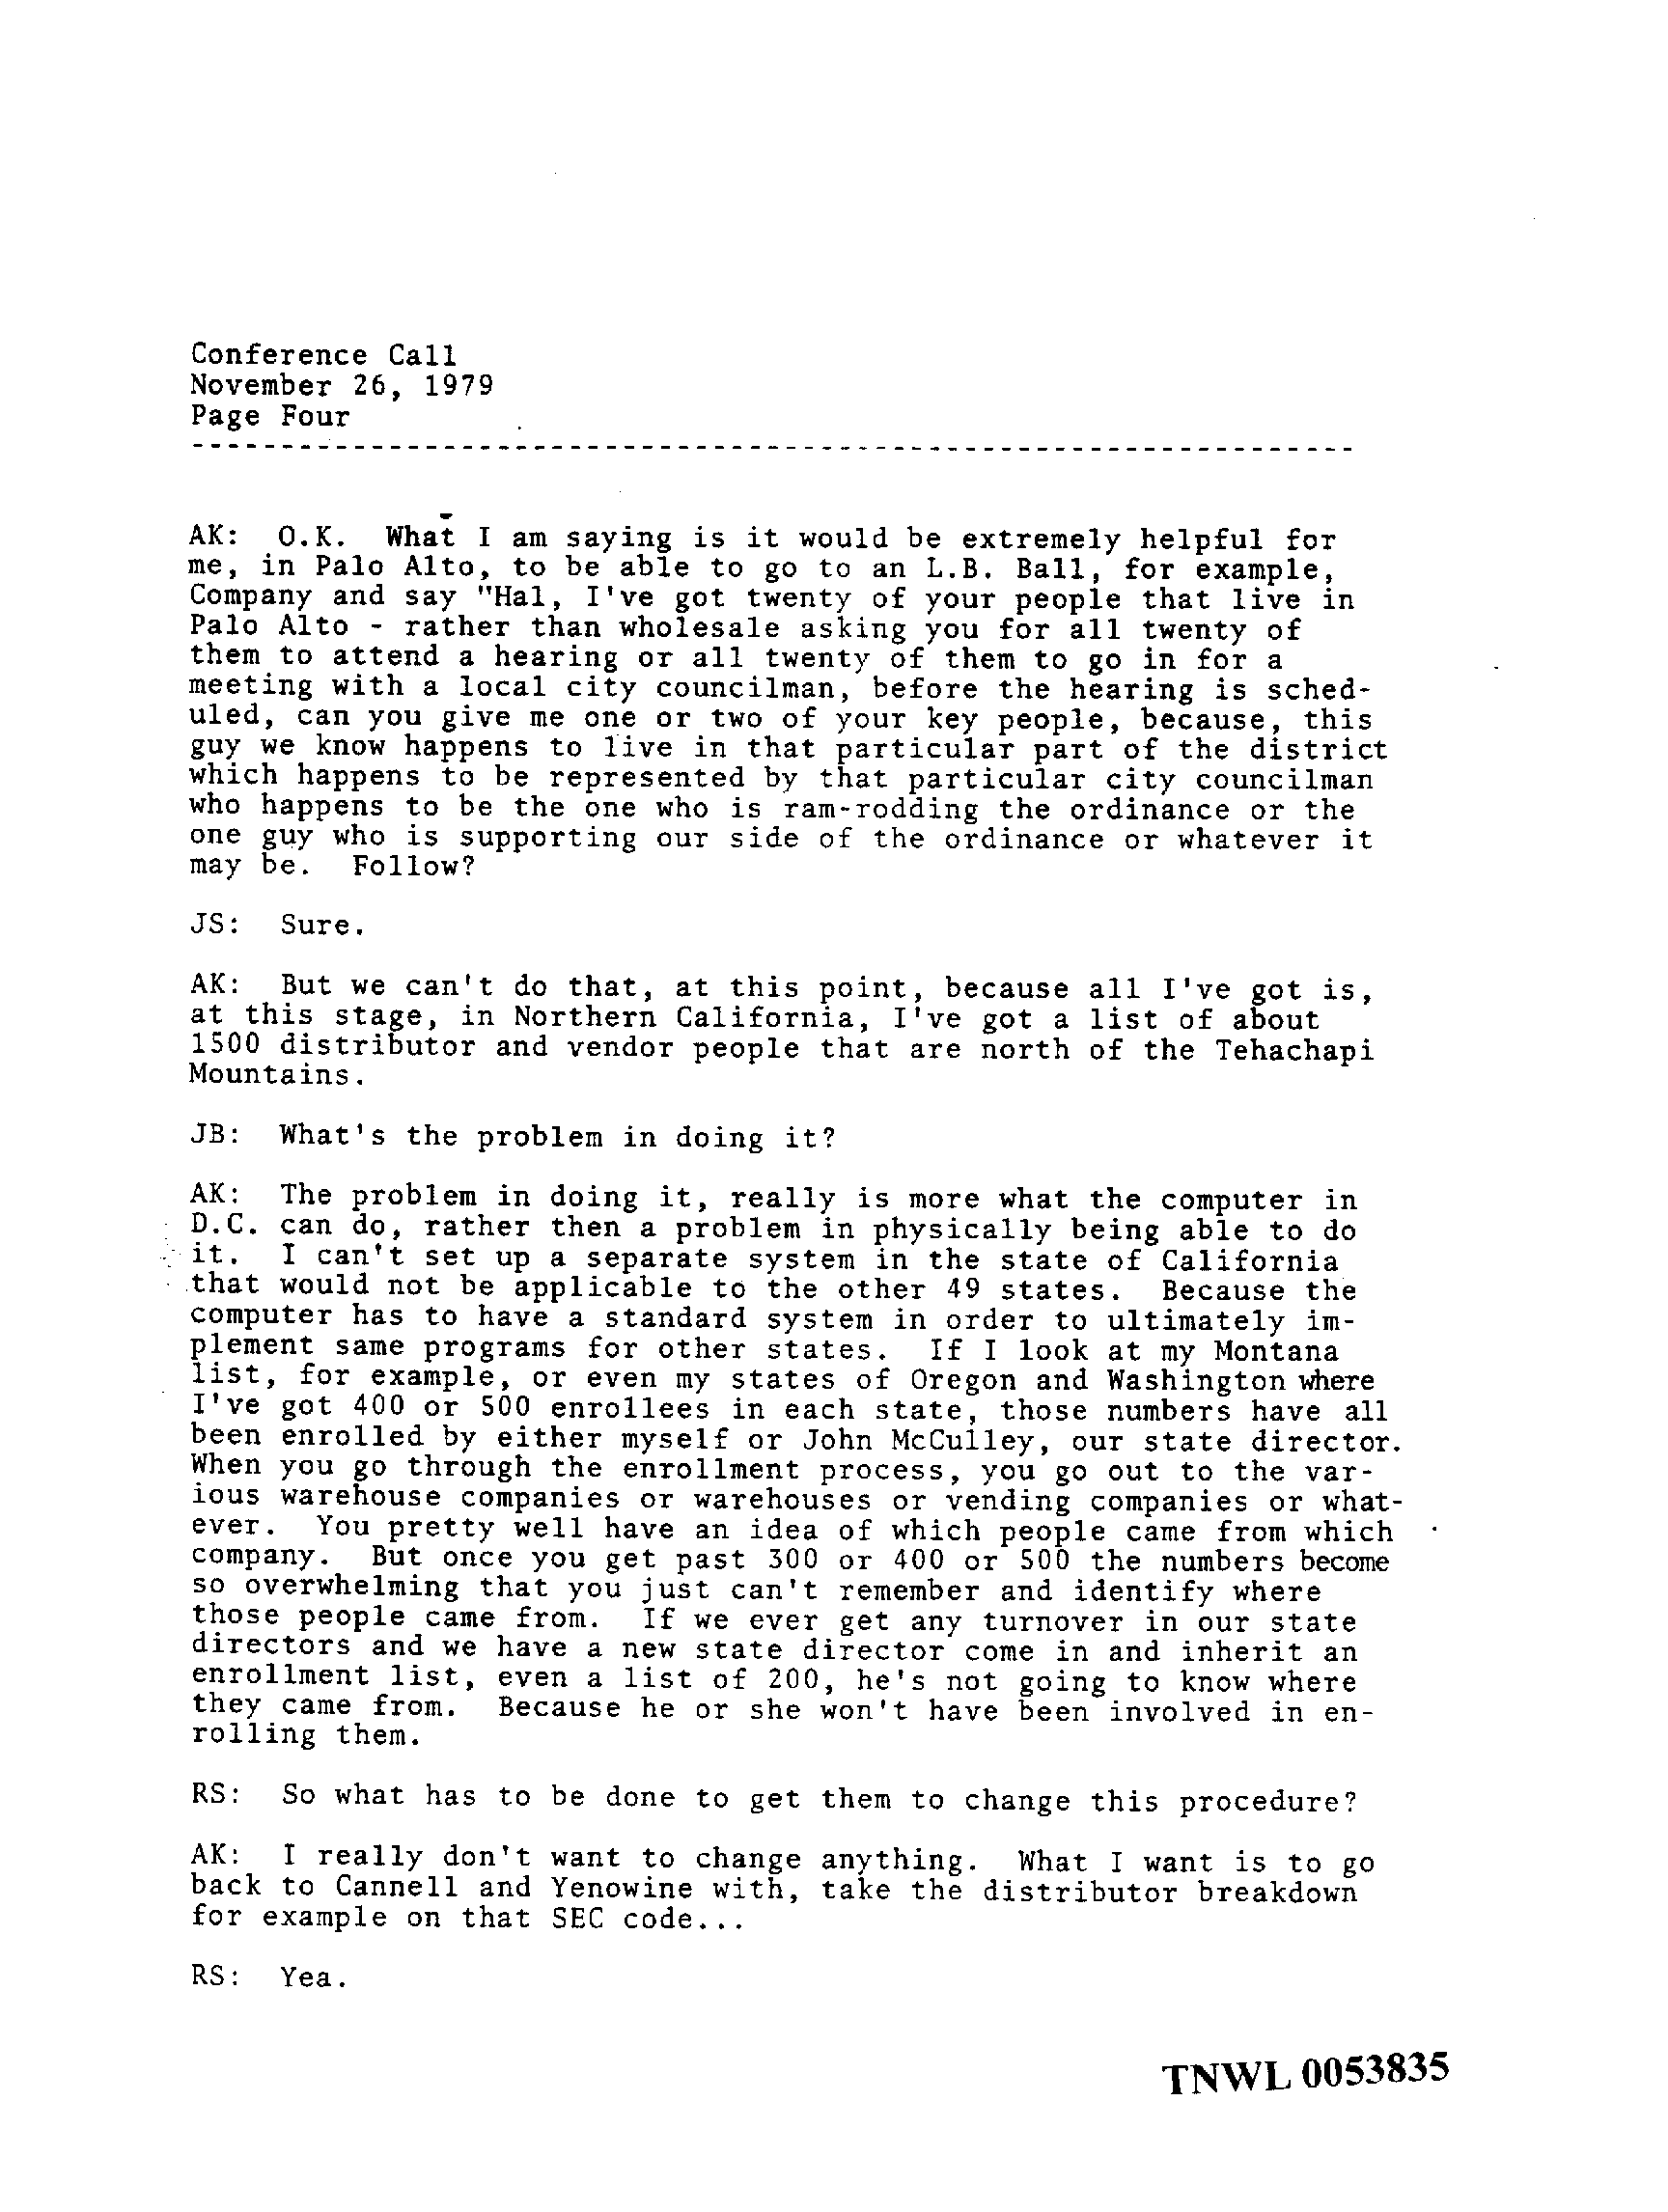 Conference Call
November 26, 1979
Page Four
-----------------------------------------------------------------
AK:  O.K.  What I am saying is it would be extremely helpful for
me, in Palo Alto, to be able to go to an L.B. Ball, for example,
Company and say "Hal, I've got twenty of your people that live in
Palo Alto - rather than wholesale asking you for all twenty of
them to attend a hearing or all twenty of them to go in for a
meeting with a local city councilman, before the hearing is sched-
uled, can you give me one or two of your key people, because, this
guy we know happens to live in that particular part of the district
which happens to be represented by that particular city councilman
who happens to be the one who is ram-rodding the ordinance or the
one guy who is supporting our side of the ordinance or whatever it
may be.  Follow?
JS:  Sure.
AK:  But we can't do that, at this point, because all I've got is,
at this stage, in Northern California, I've got a list of about
1500 distributor and vendor people that are north of the Tehachapi
Mountains.
JB:  What's the problem in doing it?
AK:  The problem in doing it, really is more what the computer in
D.C. can do, rather then a problem in physically being able to do
it.  I can't set up a separate system in the state of California
that would not be applicable to the other 49 states.  Because the
computer has to have a standard system in order to ultimately im-
plement same programs for other states.  If I look at my Montana
list, for example, or even my states of Oregon and Washington where
I've got 400 or 500 enrollees in each state, those numbers have all
been enrolled by either myself or John McCulley, our state director.
When you go through the enrollment process, you go out to the var-
ious warehouse companies or warehouses or vending companies or what-
ever.  You pretty well have an idea of which people came from which
company.  But once you get past 300 or 400 or 500 the numbers become
so overwhelming that you just can't remember and identify where
those people came from.  If we ever get any turnover in our state
directors and we have a new state director come in and inherit an
enrollment list, even a list of 200, he's not going to know where
they came from.  Because he or she won't have been involved in en-
rolling them.
RS:  So what has to be done to get them to change this procedure?
AK:  I really don't want to change anything.  What I want is to go
back to Cannell and Yenowine with, take the distributor breakdown
for example on that SEC code...
RS:  Yea.
TNWL 0053835